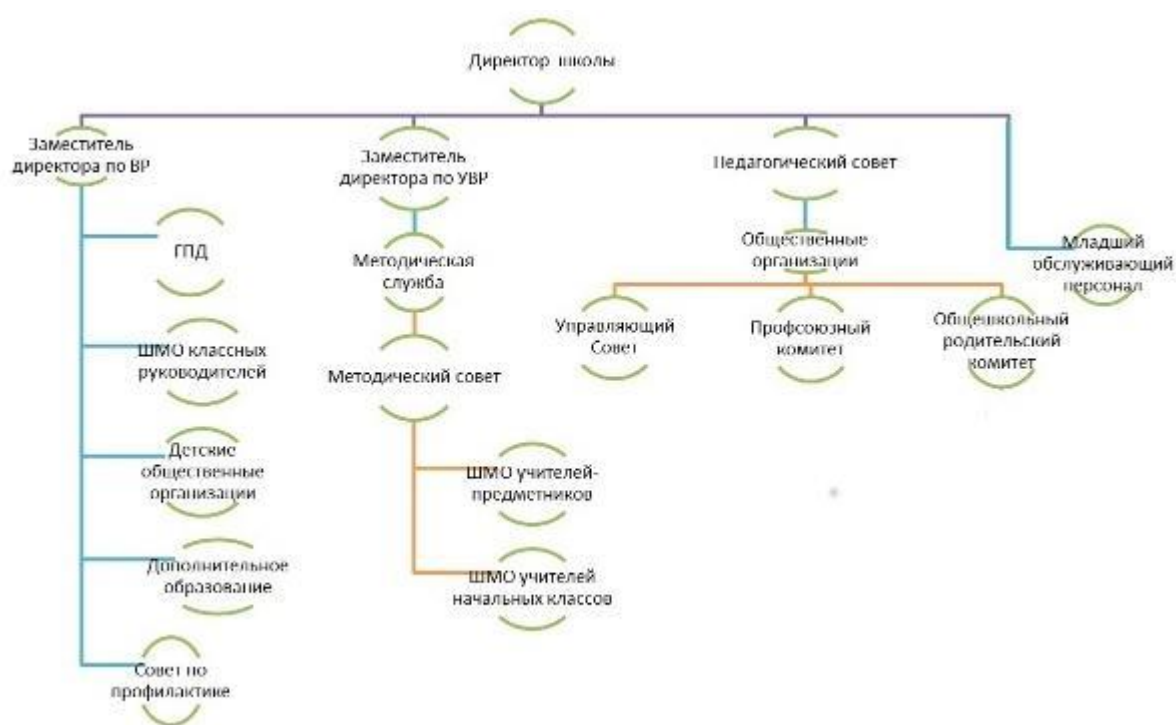 Директор школы
Заместитель
директора по ВР
Заместитель
директора по УВР
Педагогический совет
Младший
обслуживающий
персонал
ГПД
ШМО классных
руководителей
Детские
общественные
организации
Дополнительное
образование
Совет по
профилактике
Методическая
служба
Методический совет
ШМО учителей-
предметников
ШМО учителей
начальных классов
Общественные
организации
Управляющий
Совет
Профсоюзный
комитет
Общешкольный
родительский
комитет